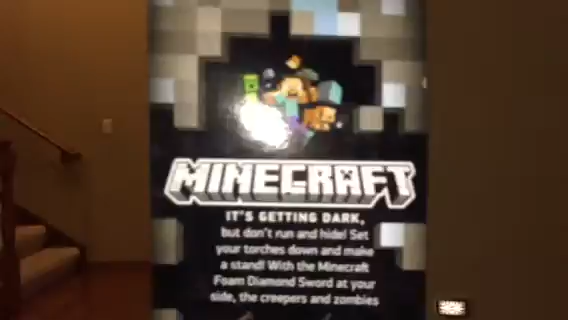 MINECRAFT
IT'S GETTING DARK,
but don't run and hide! Set
your torches down and make
a stand! With the Minecraft
Foam Diamond Sword at your
side, the creepers and zombies